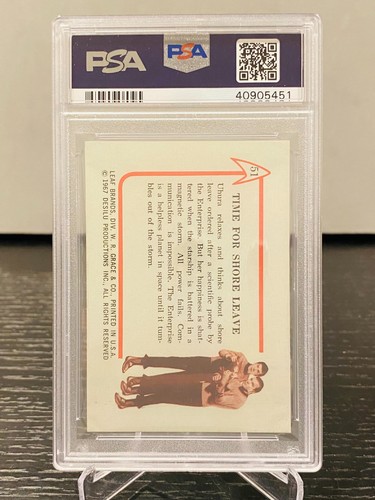 PSA
PSA
40905451
51
TIME FOR SHORE LEAVE
Uhura relaxes and thinks about shore
leave ordered after a scientific probe by
the Enterprise. But her happiness is shat-
tered when the starship is battered in a
magnetic storm. All power fails. Com-
munication is impossible. The Enterprise
is a helpless planet in space until it tum-
bles out of the storm.
LEAF BRANDS, DIV. W. R. GRACE & CO. PRINTED IN U.S.A.
© 1967 DESILU PRODUCTIONS INC., ALL RIGHTS RESERVED